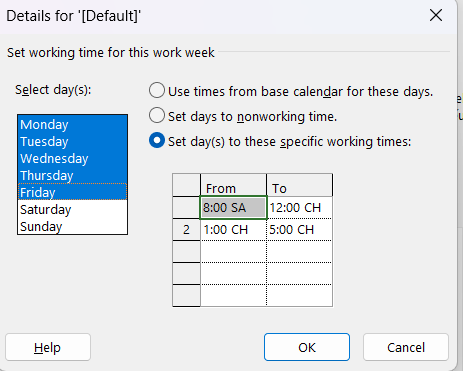 Details for '[Default]'
Set working time for this work week
Select day(s):
Monday
Tuesday
Wednesday
Thursday
Friday
Saturday
Sunday
Use times from base calendar for these days.
Set days to nonworking time.
Set day(s) to these specific working times:
From To
8:00 SA 12:00 CH
2 1:00 CH 5:00 CH
Help OK Cancel